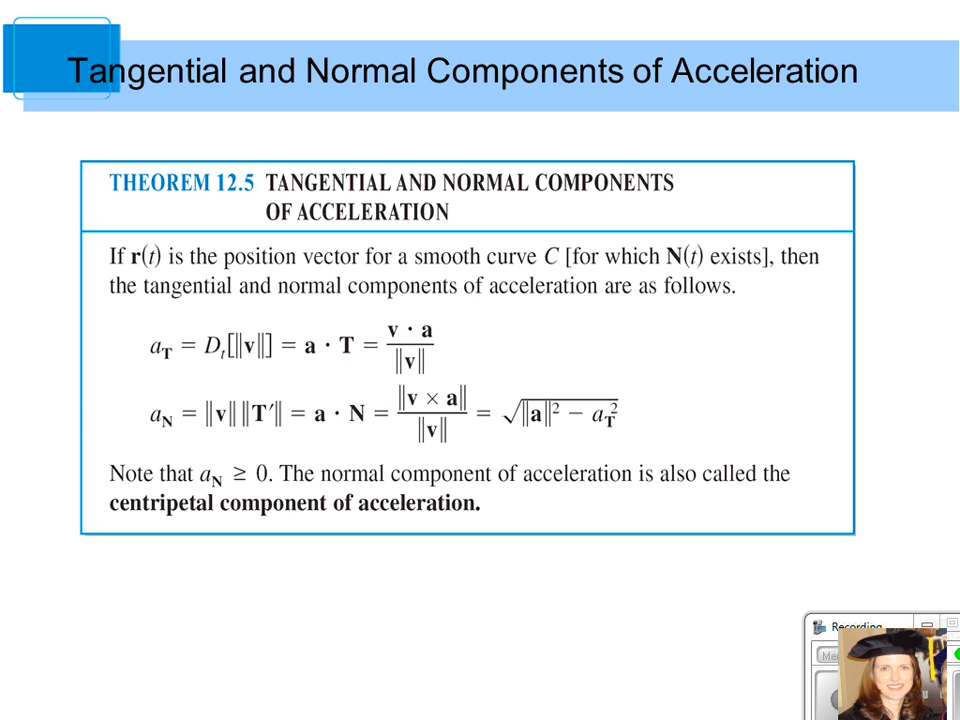 Tangential and Normal Components of Acceleration
THEOREM 12.5 TANGENTIAL AND NORMAL COMPONENTS
OF ACCELERATION
If r(t) is the position vector for a smooth curve C [for which N(t) exists], then
the tangential and normal components of acceleration are as follows.
a_T = D_t[‖v‖] = a · T = (v · a)/‖v‖
a_N = ‖v‖ ‖T′‖ = a · N = ‖v × a‖/‖v‖ = √(‖a‖² − a_T²)
Note that a_N ≥ 0. The normal component of acceleration is also called the
centripetal component of acceleration.
Recording